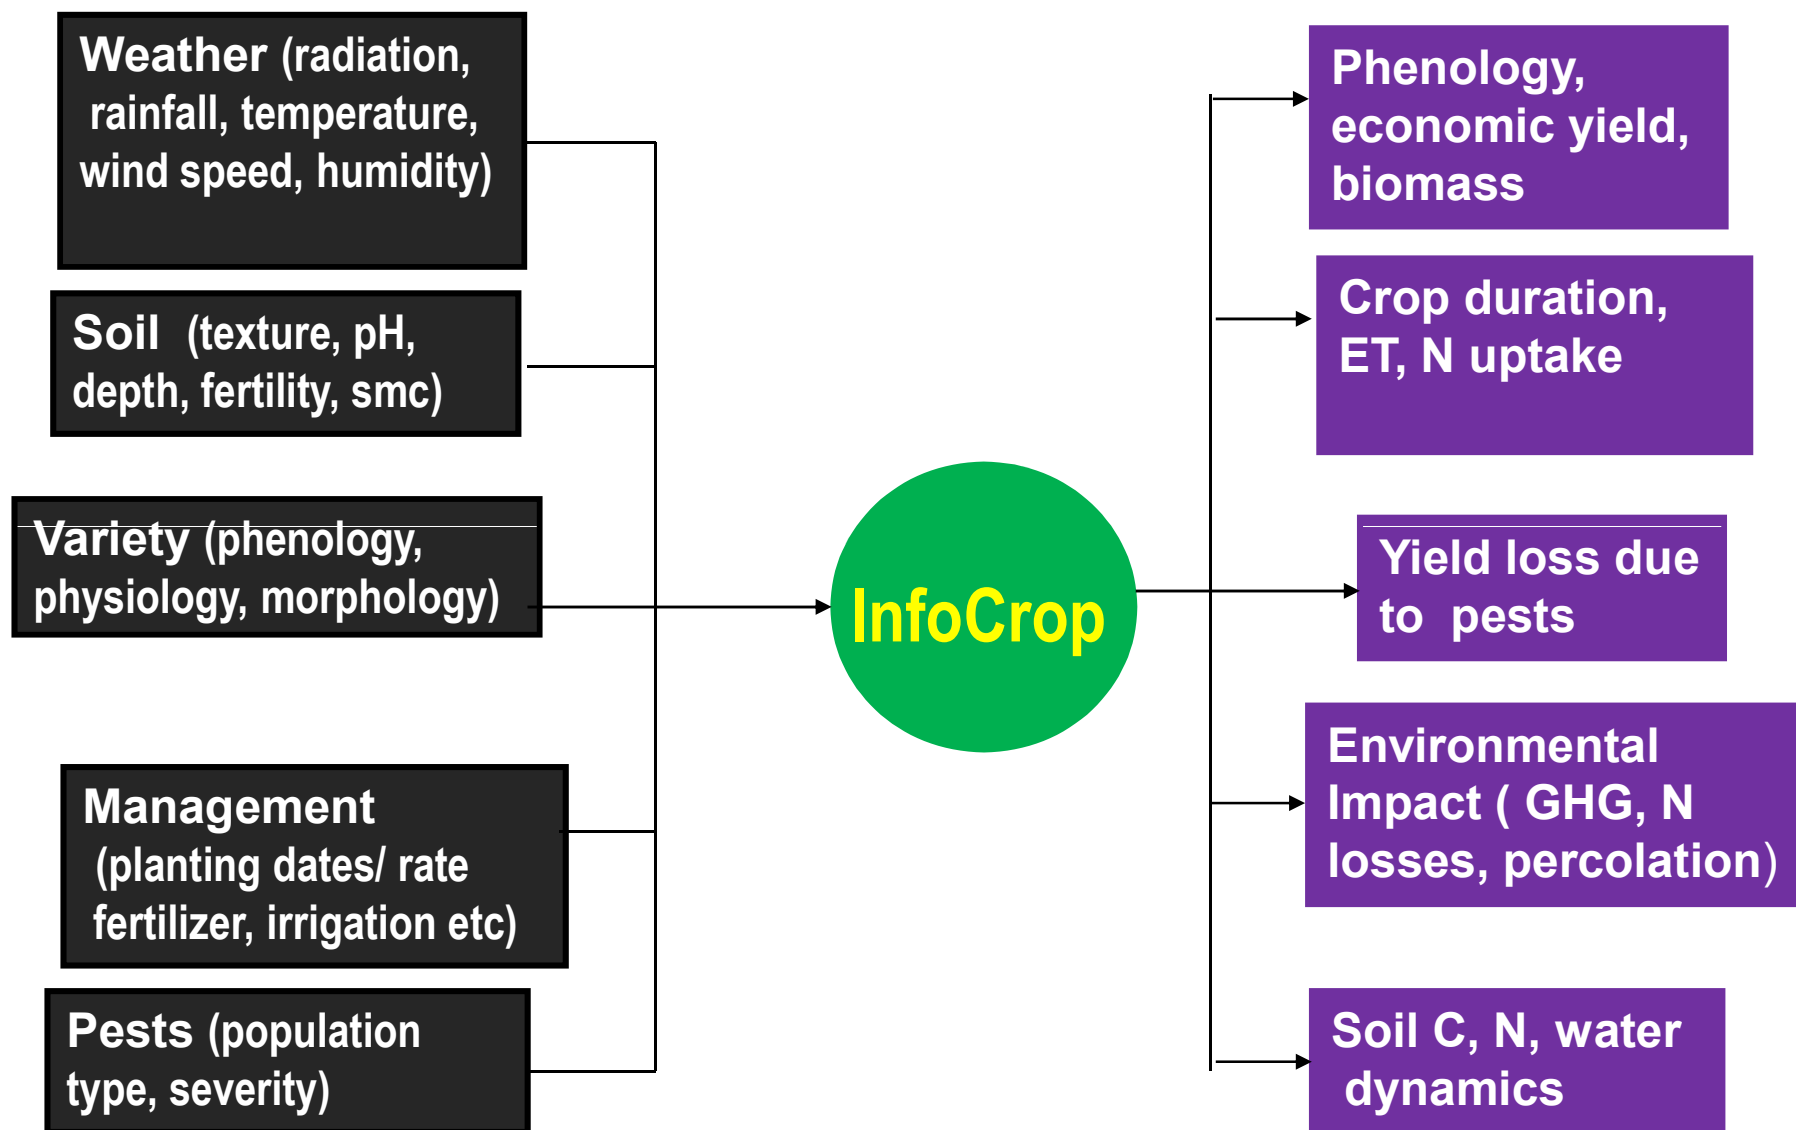 Weather (radiation,
rainfall, temperature,
wind speed, humidity)
Soil (texture, pH,
depth, fertility, smc)
Variety (phenology,
physiology, morphology)
Management
(planting dates/ rate
fertilizer, irrigation etc)
Pests (population
type, severity)
InfoCrop
Phenology,
economic yield,
biomass
Crop duration,
ET, N uptake
Yield loss due
to pests
Environmental
Impact ( GHG, N
losses, percolation)
Soil C, N, water
dynamics